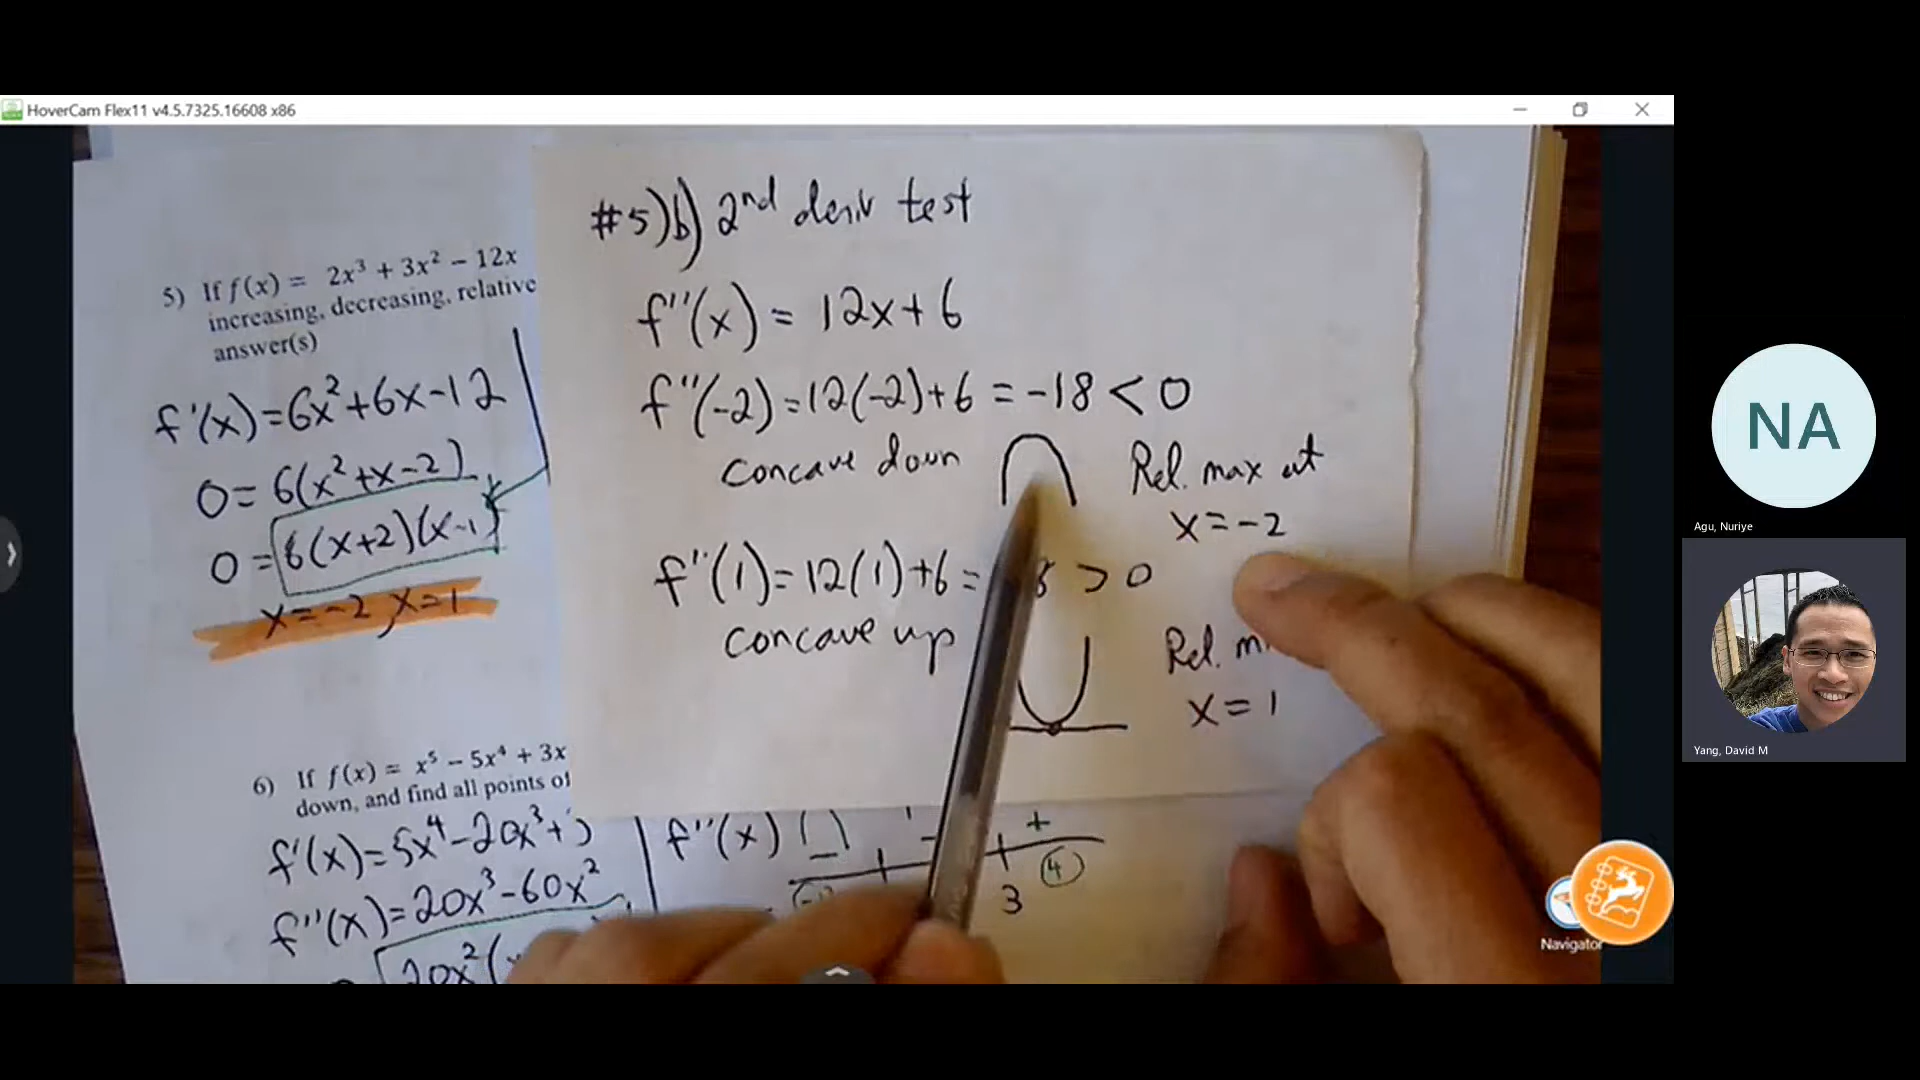 HoverCam Flex11 v4.5.7325.16608 x86
#5)b) 2nd deriv test
f''(x) = 12x+6
f''(-2)=12(-2)+6 = -18 < 0
concave down
Rel. max at
x=-2
f''(1)=12(1)+6= 8 > 0
concave up
Rel.
x=1
5) If f(x) = 2x³ + 3x² − 12x
increasing, decreasing, relative
answer(s)
f'(x)=6x²+6x-12
0=6(x²+x-2)
0=6(x+2)(x-1)
x=-2, x=1
6) If f(x) = x⁵ − 5x⁴ + 3x
down, and find all points of
f'(x)=5x⁴-20x³+3
f''(x)=20x³-60x²
20x²(
f''(x)
- +
3 4
NA
Agu, Nuriye
Yang, David M
Navigator